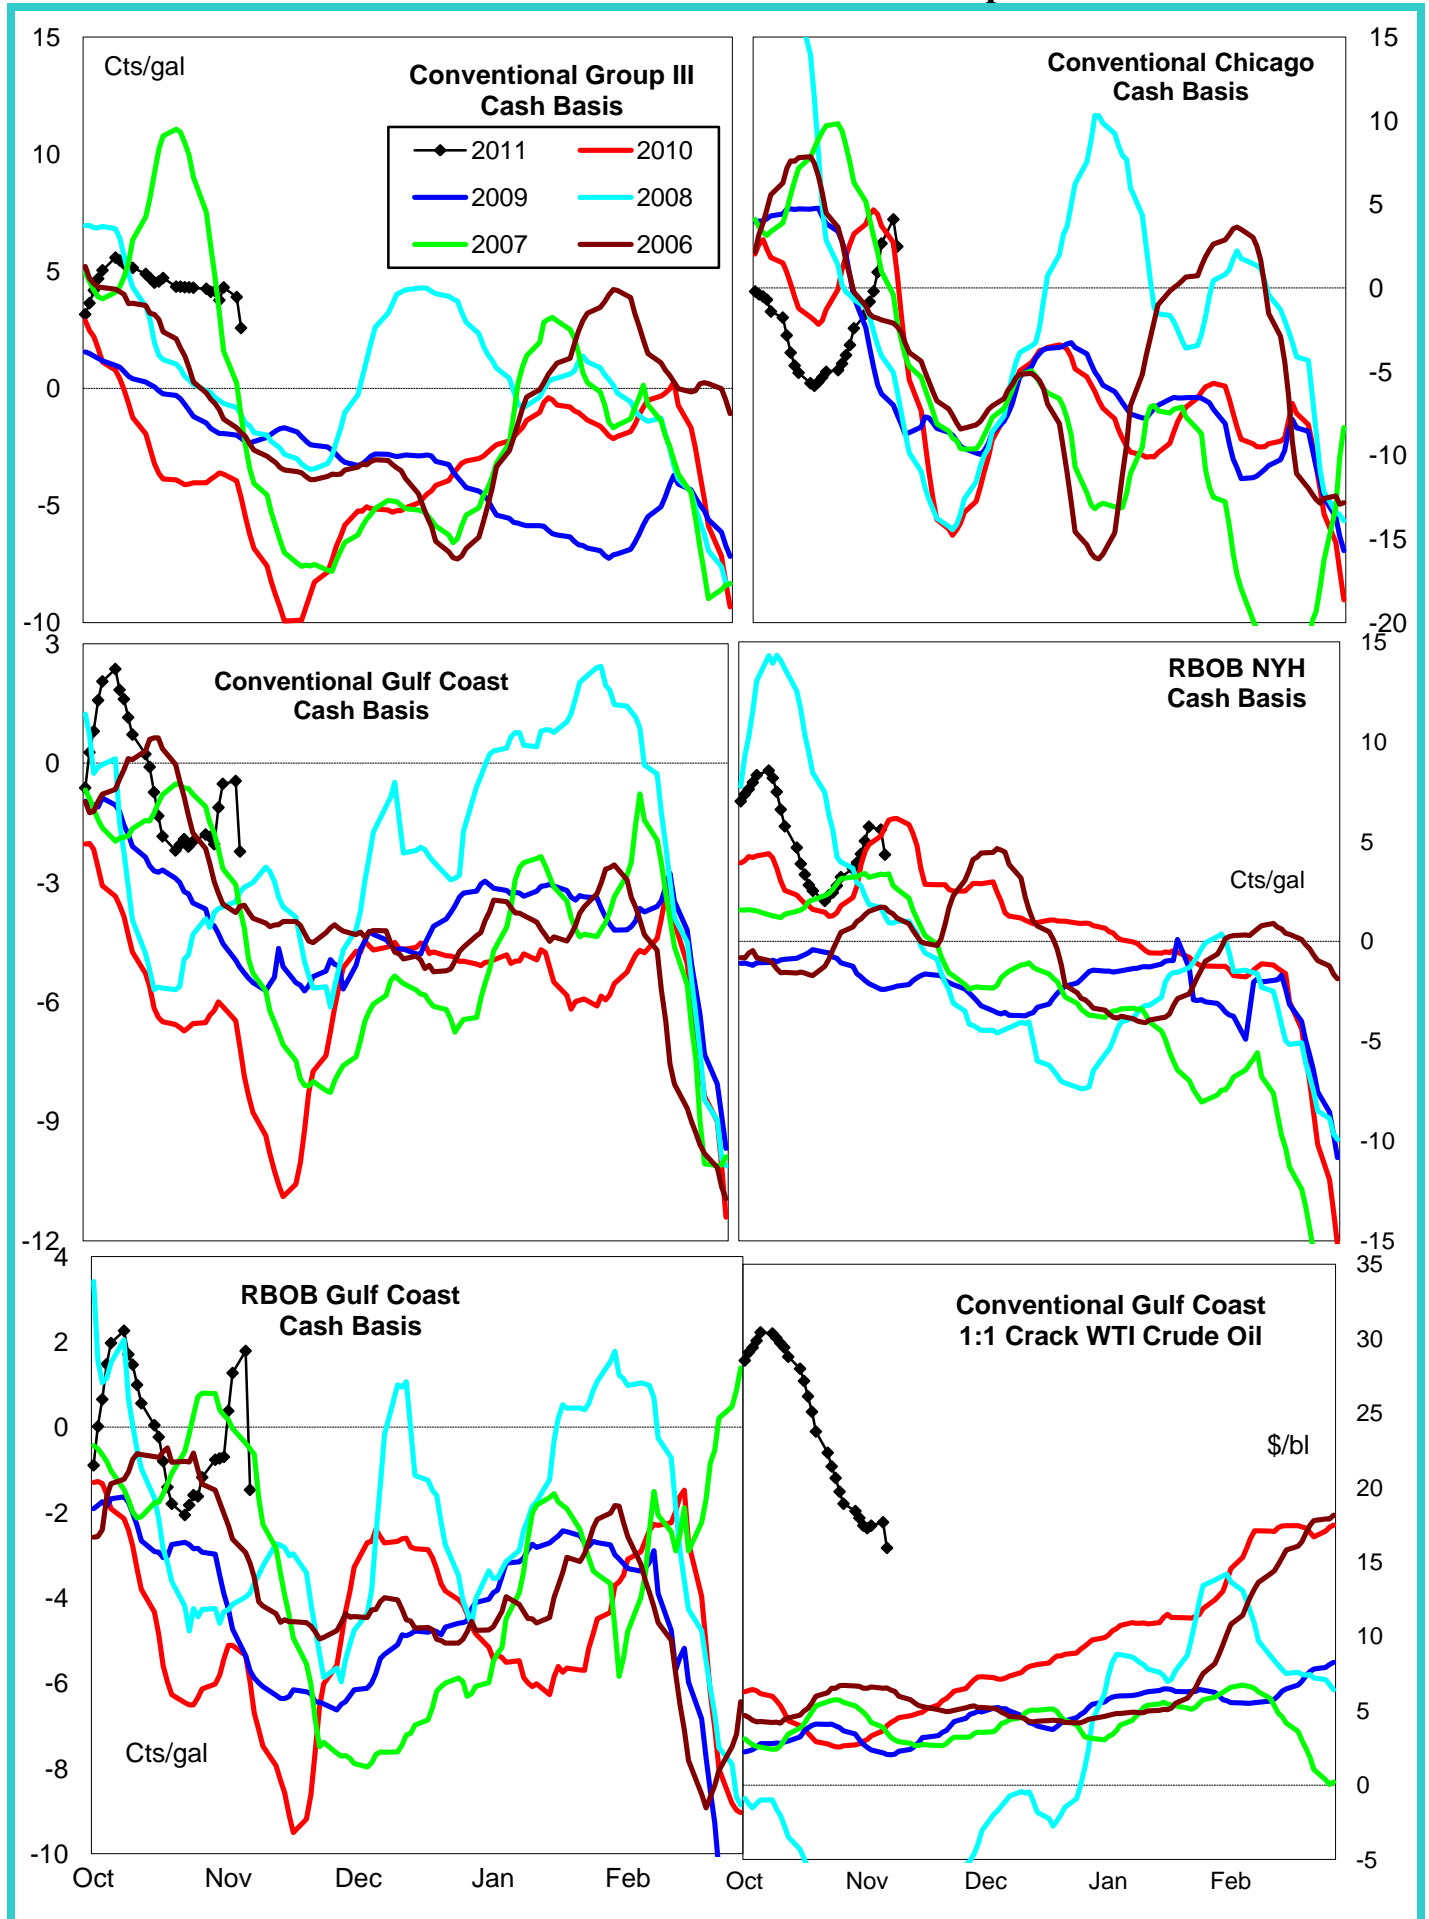 15
10
5
0
-5
-10
Cts/gal
Conventional Group III
Cash Basis
2011
2010
2009
2008
2007
2006
Conventional Chicago
Cash Basis
15
10
5
0
-5
-10
-15
-20
3
0
-3
-6
-9
-12
Conventional Gulf Coast
Cash Basis
RBOB NYH
Cash Basis
Cts/gal
15
10
5
0
-5
-10
-15
4
2
0
-2
-4
-6
-8
-10
RBOB Gulf Coast
Cash Basis
Cts/gal
Oct
Nov
Dec
Jan
Feb
Conventional Gulf Coast
1:1 Crack WTI Crude Oil
$/bl
35
30
25
20
15
10
5
0
-5
Oct
Nov
Dec
Jan
Feb